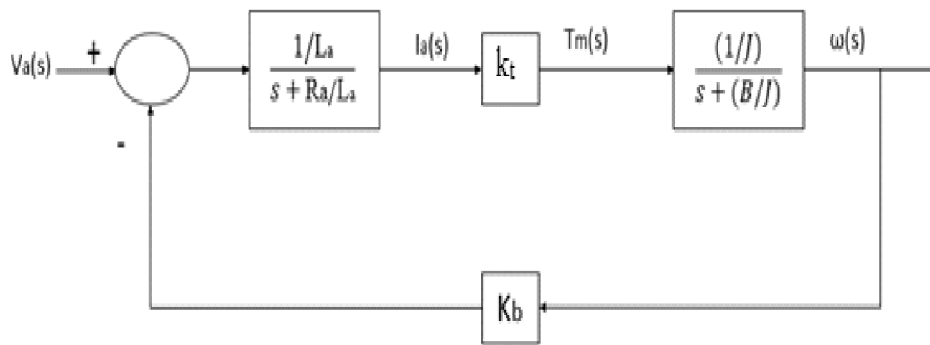 Va(s)
+
-
1/La
s + Ra/La
Ia(s)
kt
Tm(s)
(1/J)
s + (B/J)
ω(s)
Kb